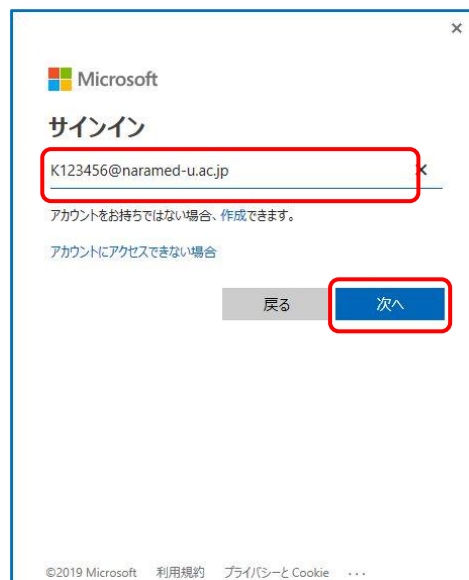 ×
Microsoft
サインイン
K123456@naramed-u.ac.jp ×
アカウントをお持ちではない場合、作成できます。
アカウントにアクセスできない場合
戻る 次へ
©2019 Microsoft 利用規約 プライバシーと Cookie ...